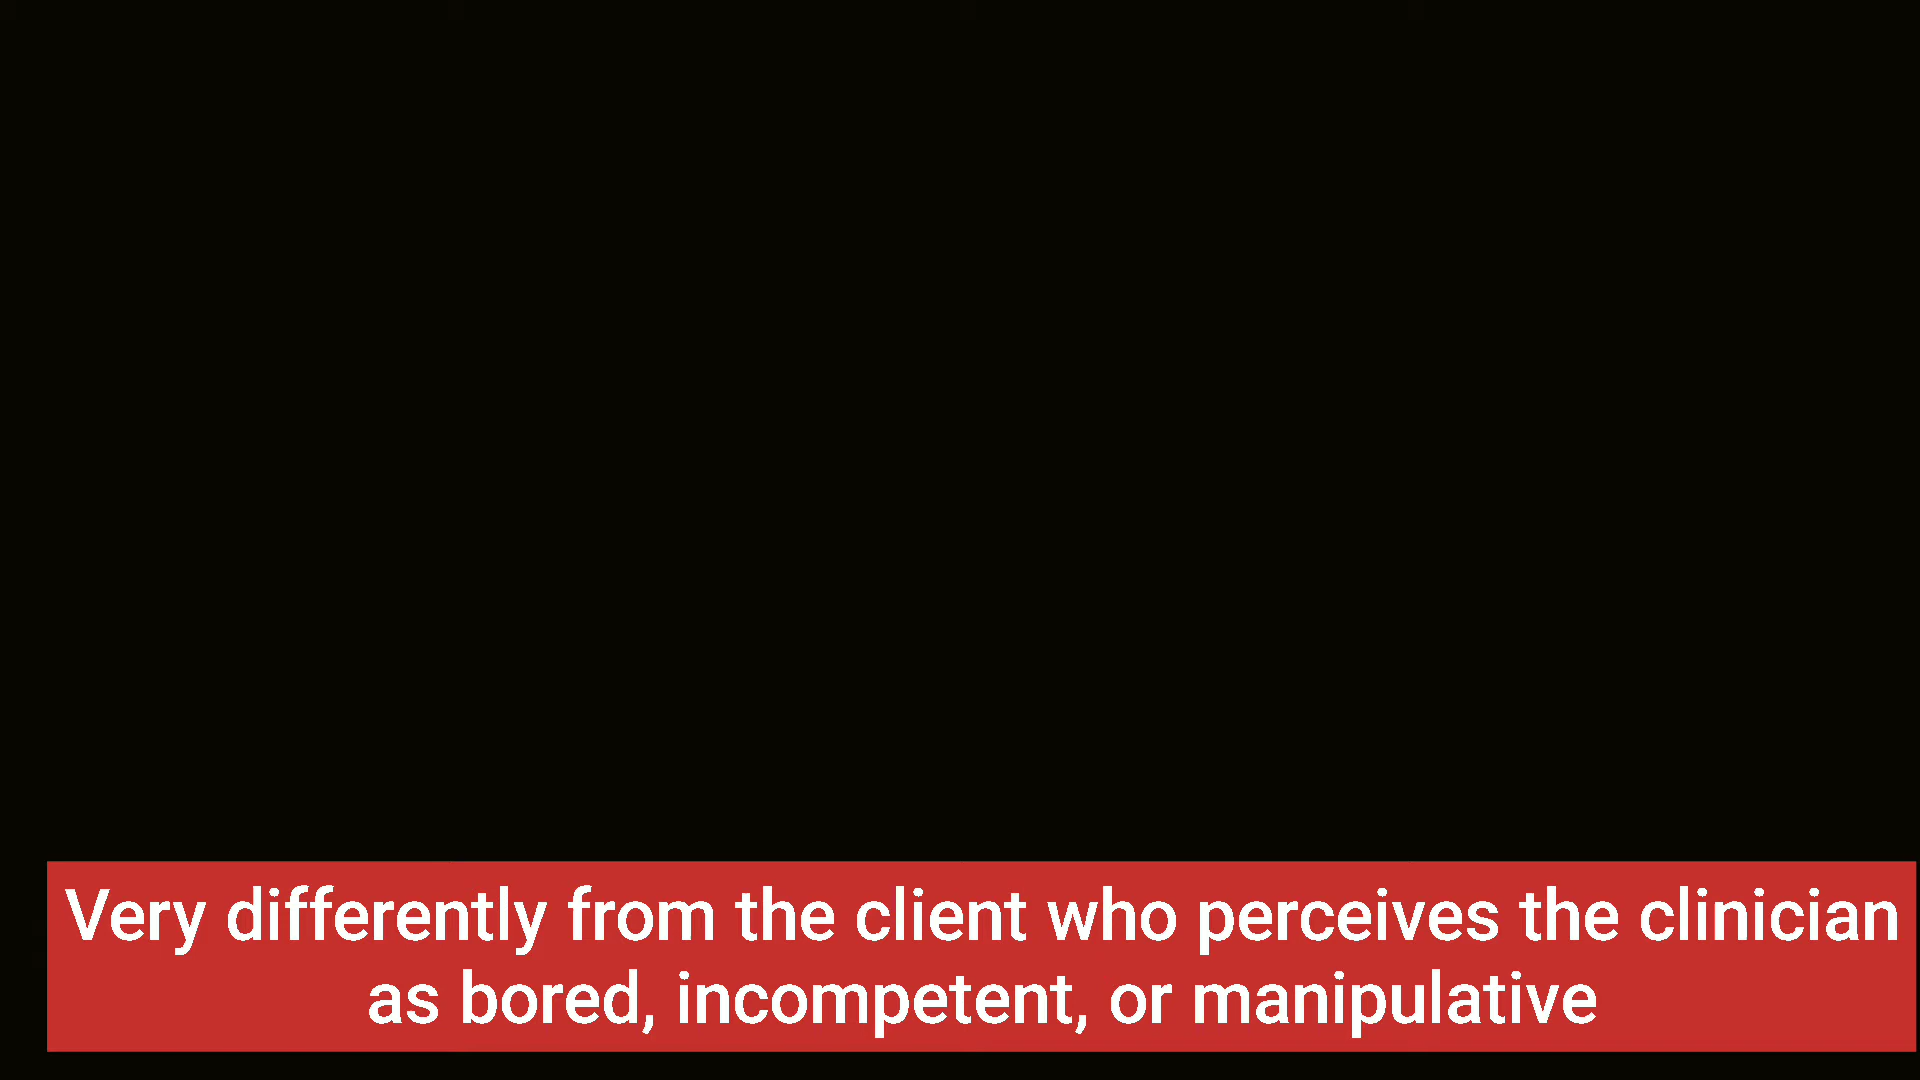 Very differently from the client who perceives the clinician
as bored, incompetent, or manipulative